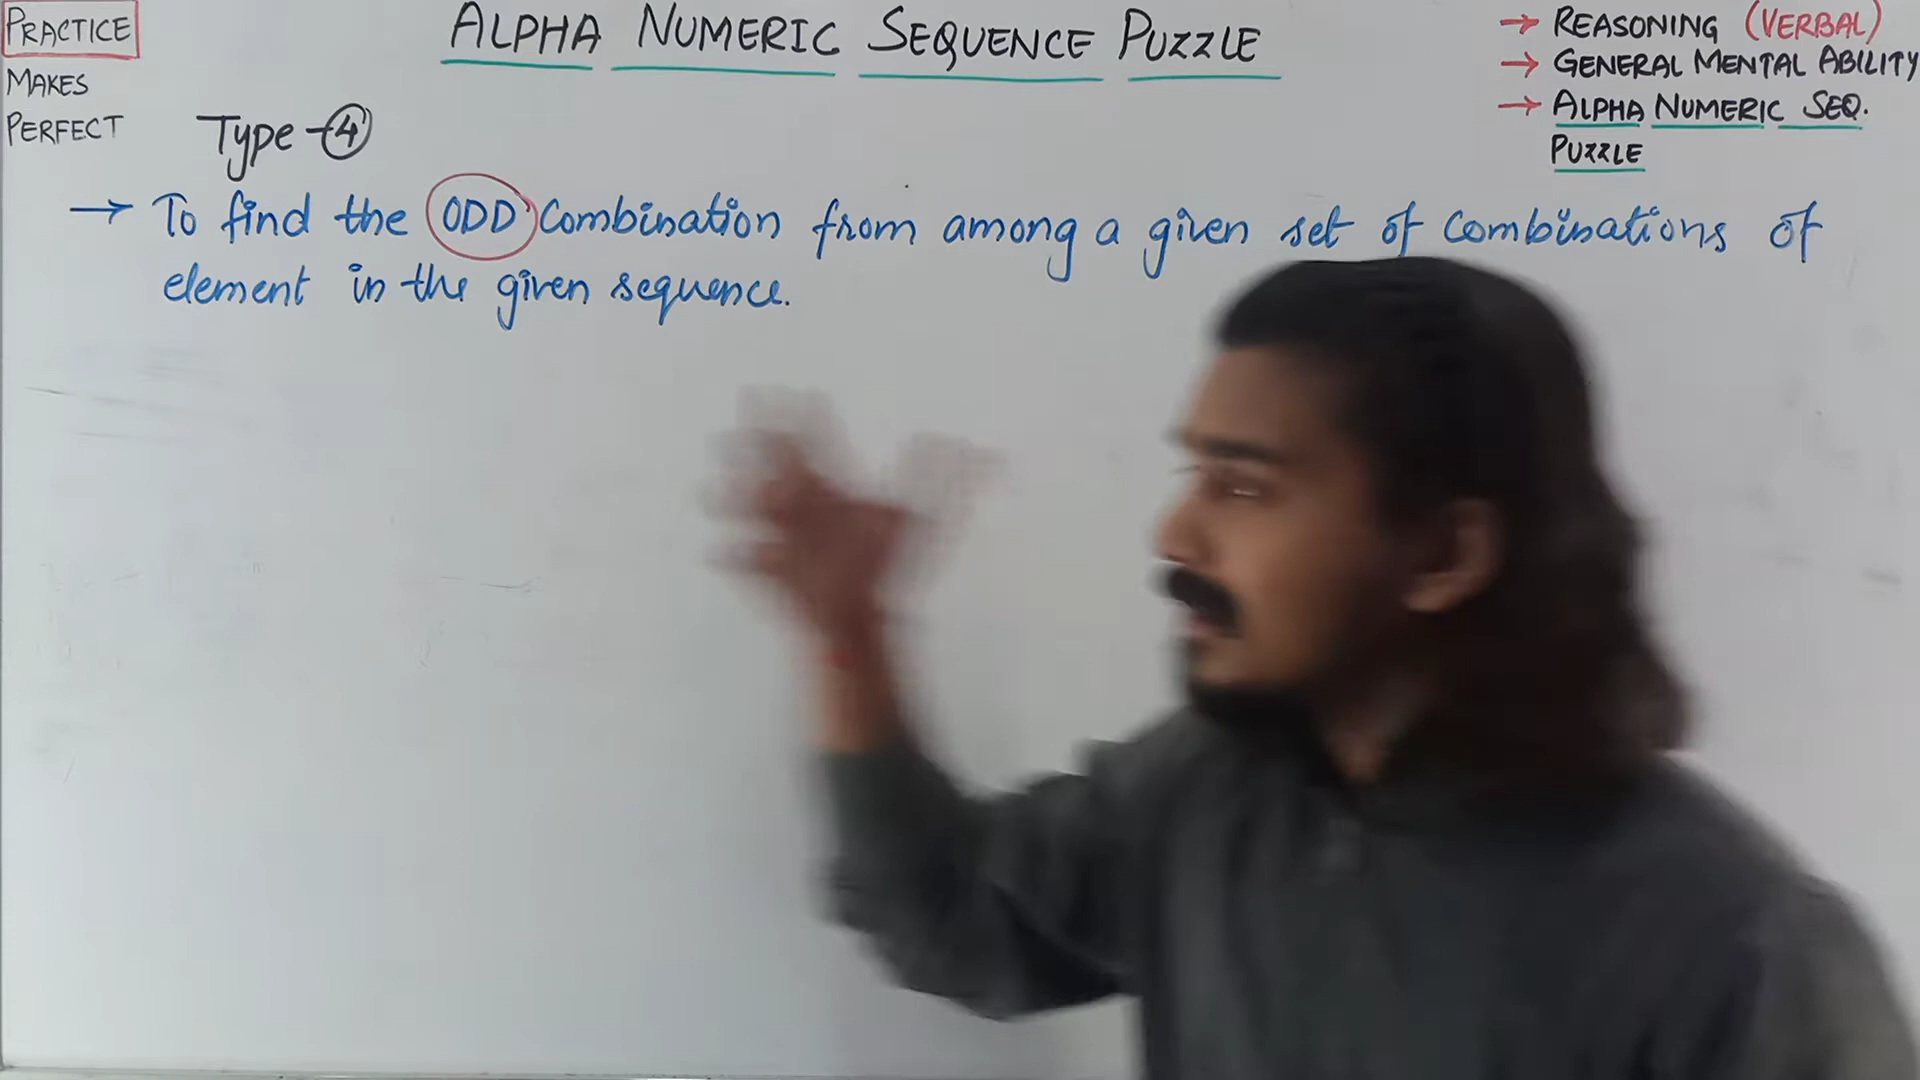 PRACTICE
MAKES
PERFECT
ALPHA NUMERIC SEQUENCE PUZZLE
→ REASONING (VERBAL)
→ GENERAL MENTAL ABILITY
→ ALPHA NUMERIC SEQ.
PUZZLE
Type - 4
→ To find the ODD Combination from among a given set of combinations of
element in the given sequence.